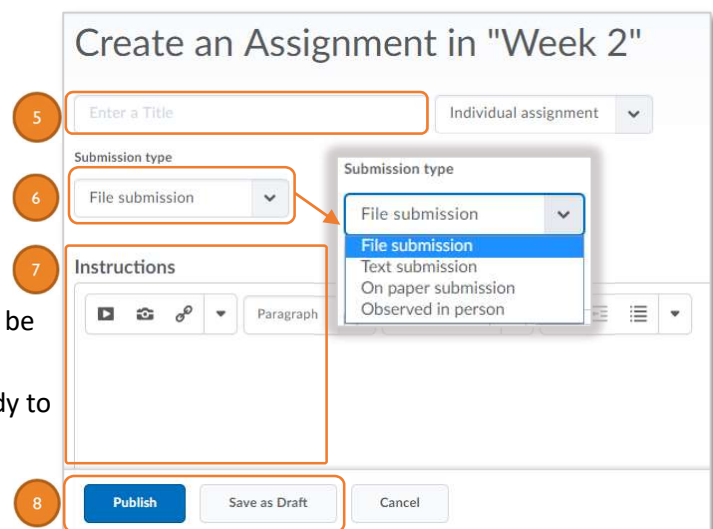 Create an Assignment in "Week 2"
5
Enter a Title
Individual assignment
Submission type
6
File submission
Submission type
File submission
File submission
Text submission
On paper submission
Observed in person
7
Instructions
Paragraph
be
to
8
Publish
Save as Draft
Cancel